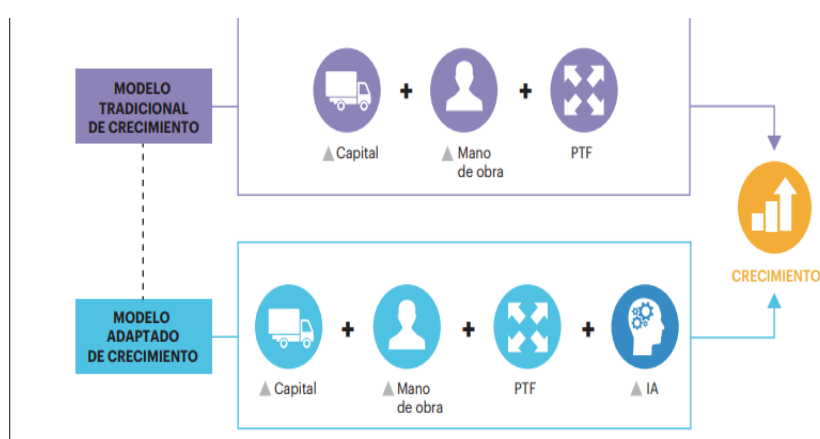 MODELO
TRADICIONAL
DE CRECIMIENTO
+
+
Capital
Mano
de obra
PTF
CRECIMIENTO
MODELO
ADAPTADO
DE CRECIMIENTO
+
+
+
Capital
Mano
de obra
PTF
IA